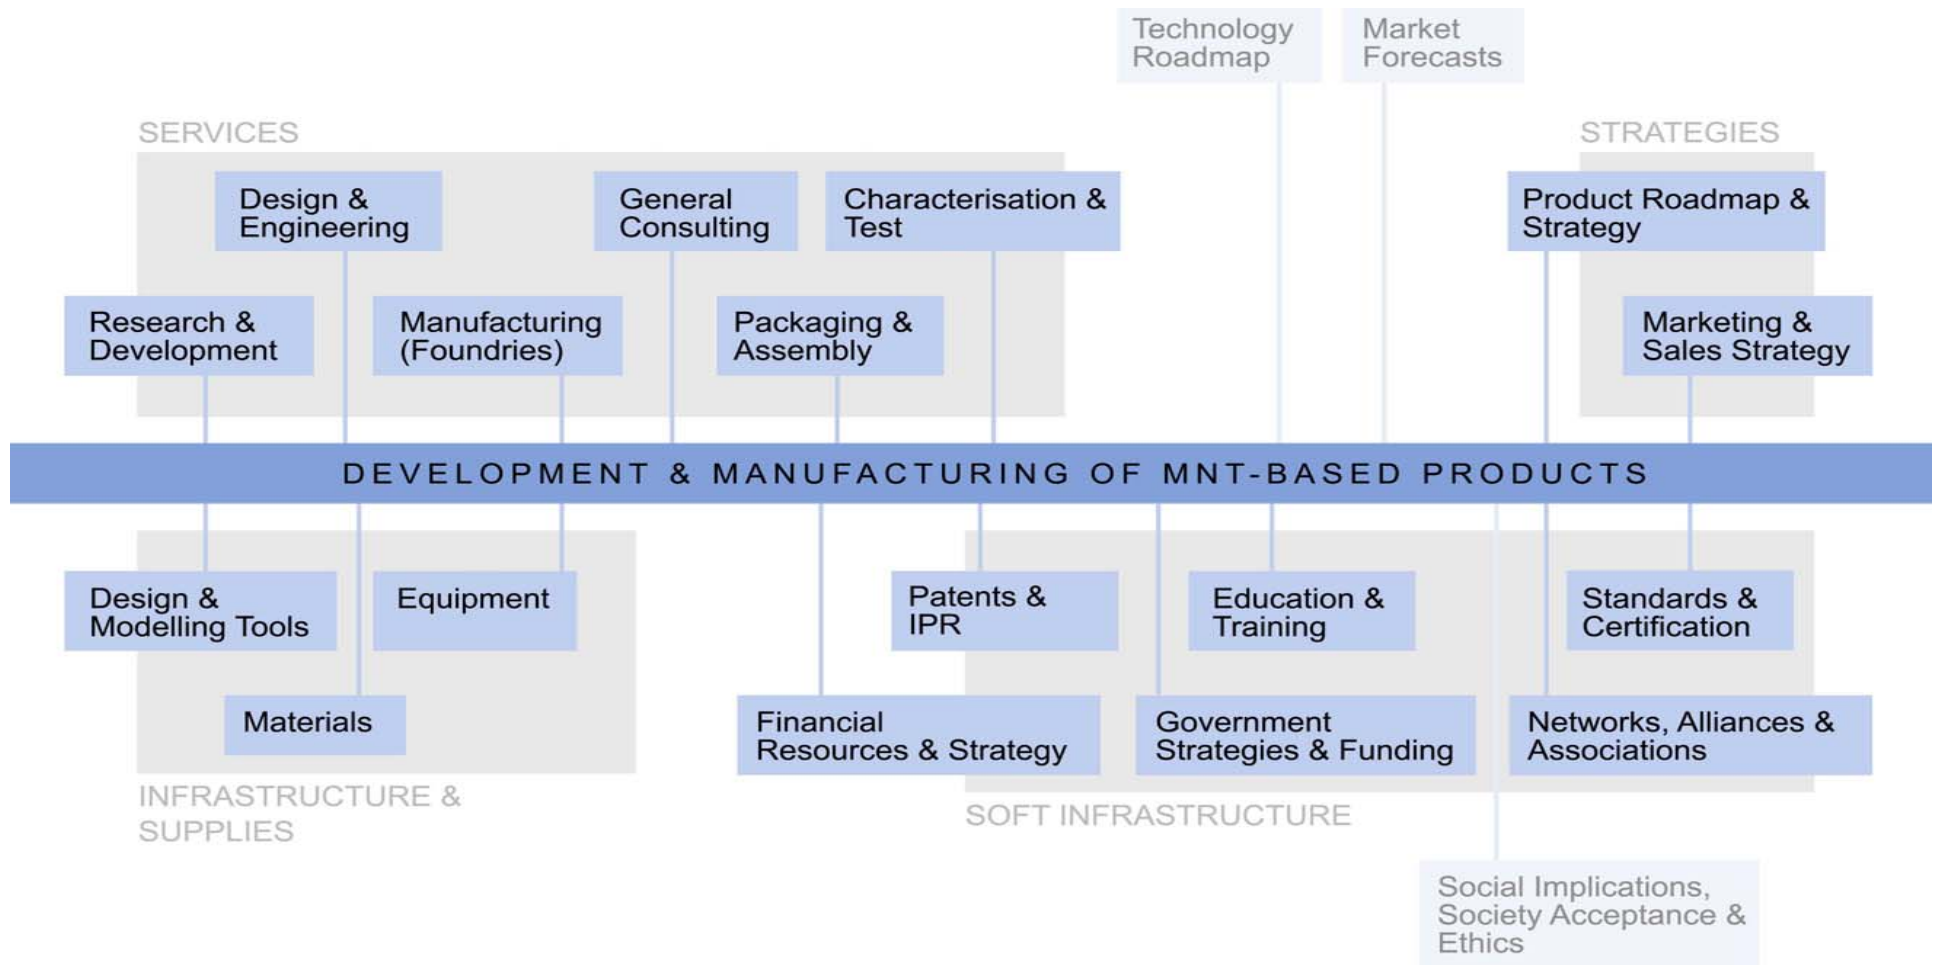 Technology
Roadmap
Market
Forecasts
SERVICES
STRATEGIES
Design &
Engineering
General
Consulting
Characterisation &
Test
Product Roadmap &
Strategy
Research &
Development
Manufacturing
(Foundries)
Packaging &
Assembly
Marketing &
Sales Strategy
DEVELOPMENT & MANUFACTURING OF MNT-BASED PRODUCTS
Design &
Modelling Tools
Equipment
Patents &
IPR
Education &
Training
Standards &
Certification
Materials
Financial
Resources & Strategy
Government
Strategies & Funding
Networks, Alliances &
Associations
INFRASTRUCTURE &
SUPPLIES
SOFT INFRASTRUCTURE
Social Implications,
Society Acceptance &
Ethics